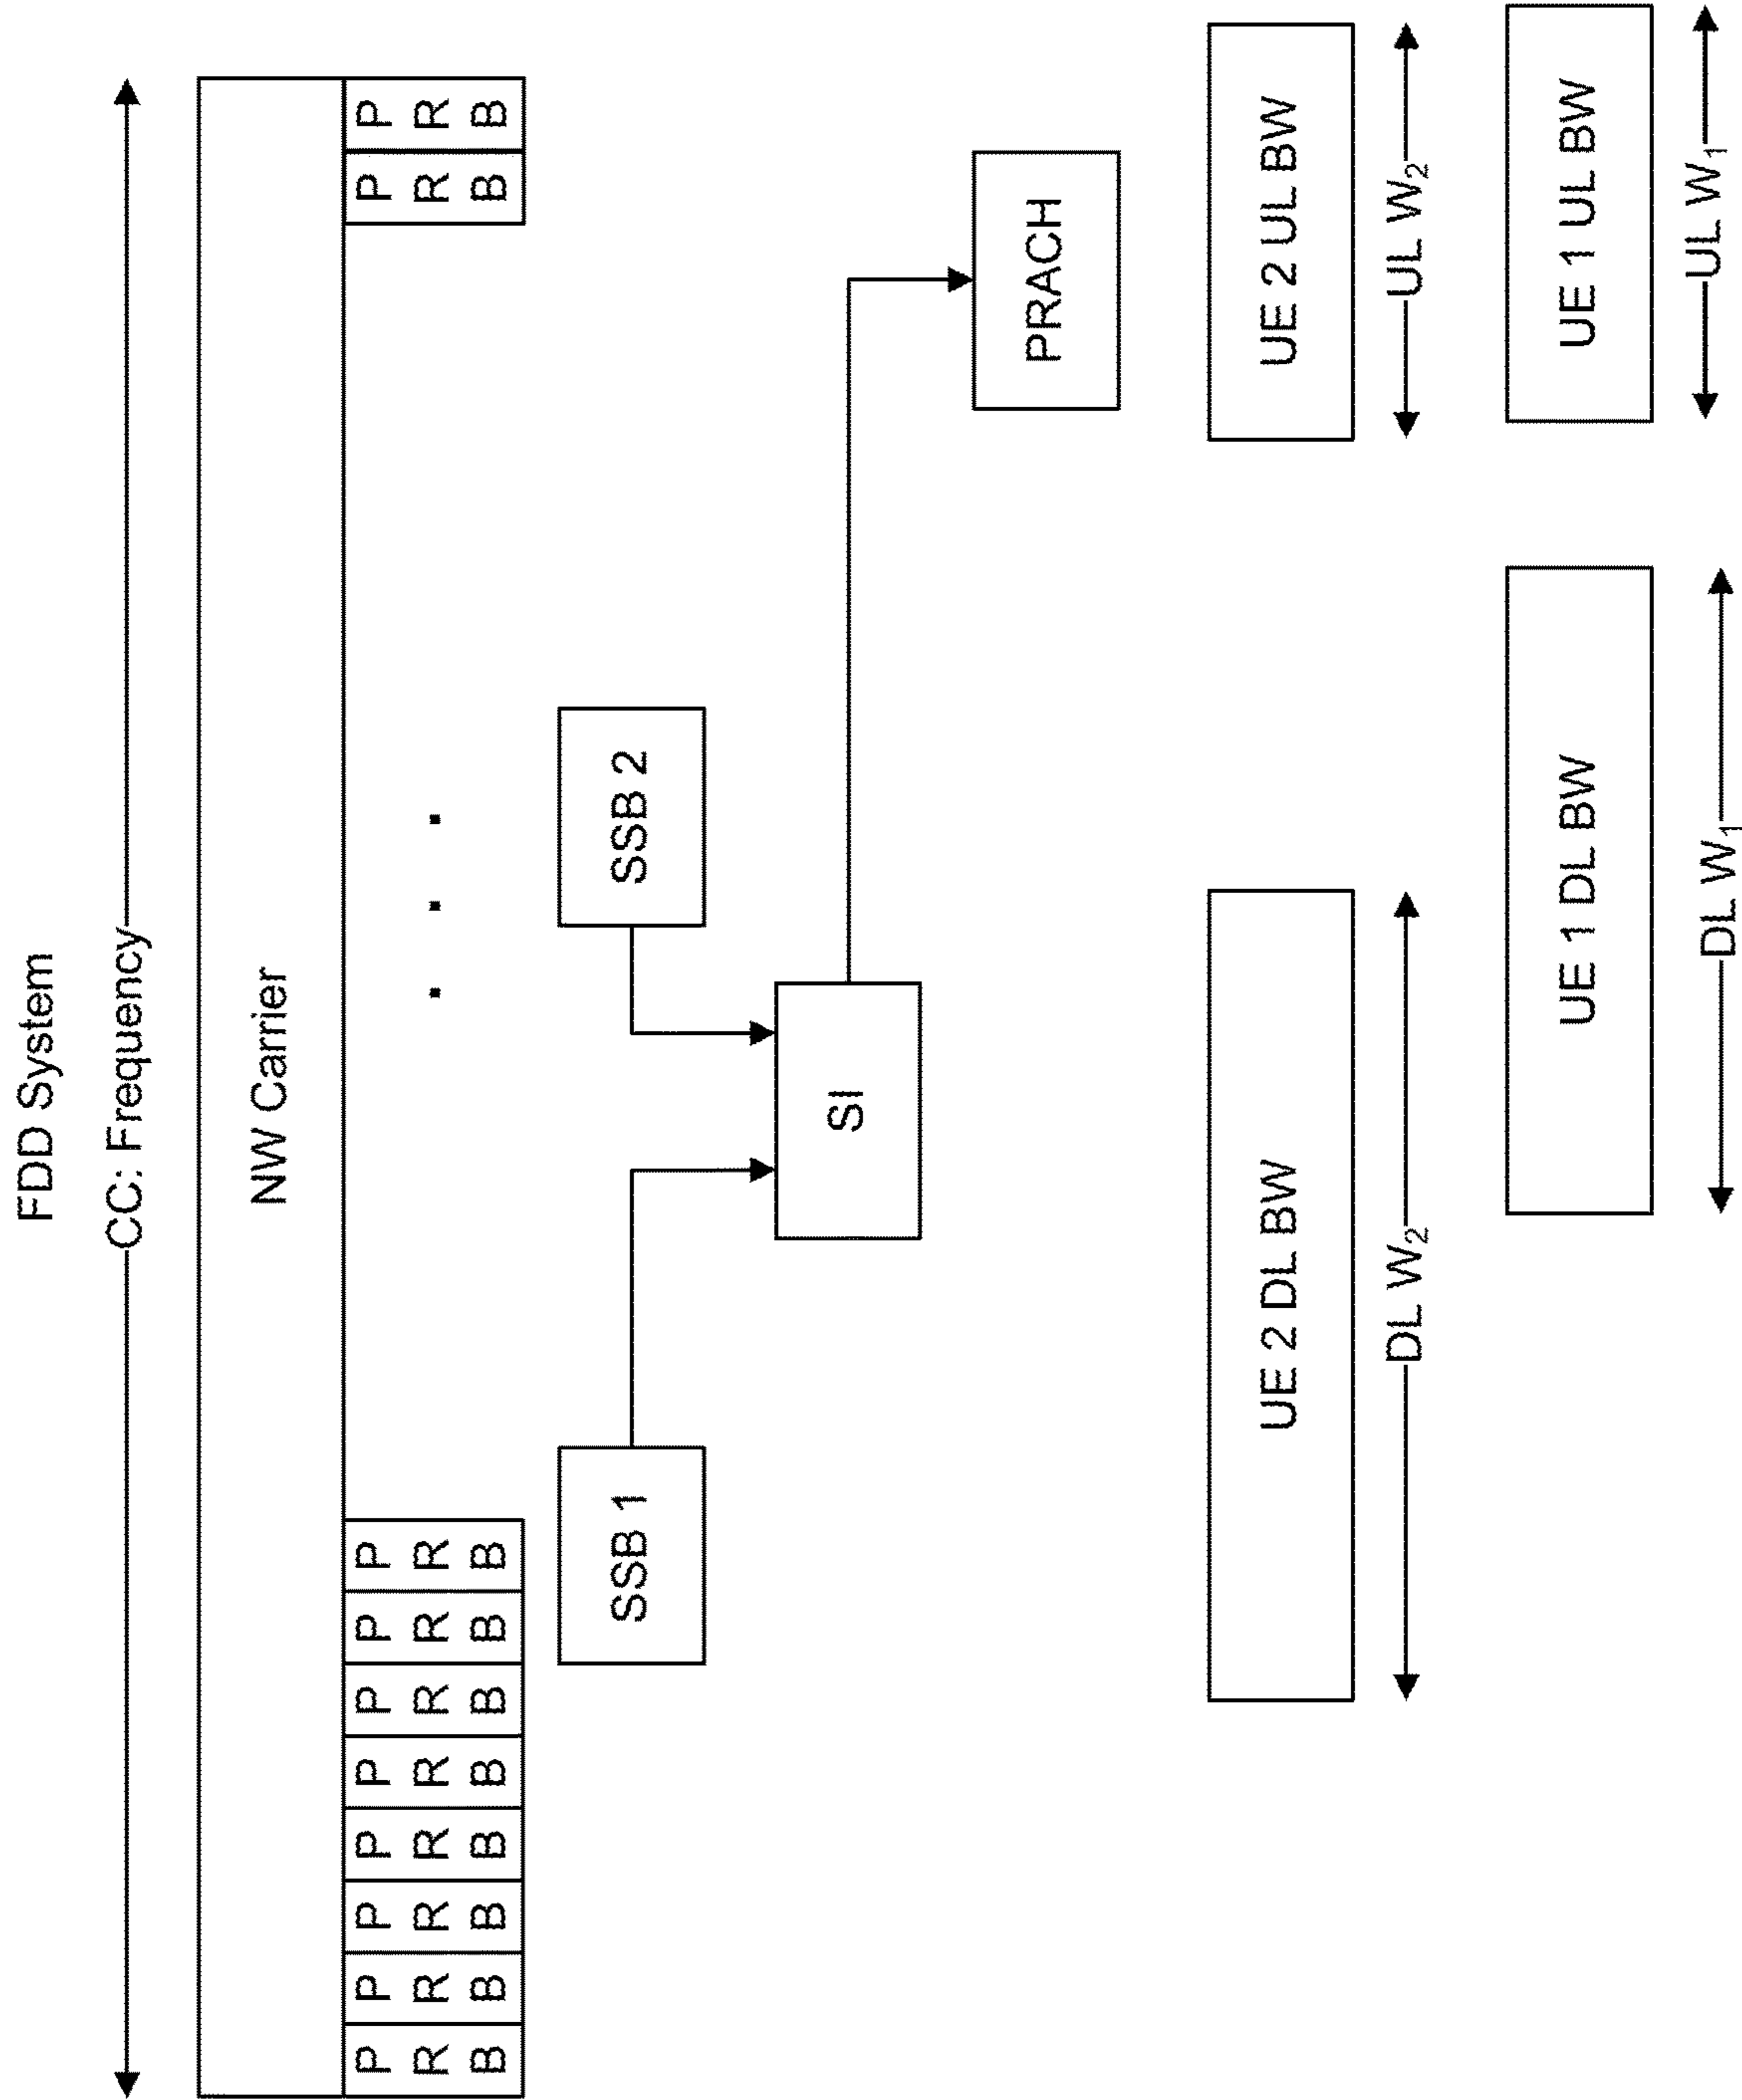 FDD System
CC: Frequency
NW Carrier
P P P P P P P P P P
R R R R R R R R R R
B B B B B B B B B B
. . .
SSB 1
SSB 2
SI
PRACH
UE 2 DL BW
UE 2 UL BW
DL W₂
UL W₂
UE 1 DL BW
UE 1 UL BW
DL W₁
UL W₁